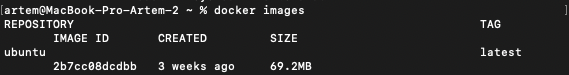 [artem@MacBook-Pro-Artem-2 ~ % docker images ]
REPOSITORY TAG
IMAGE ID CREATED SIZE
ubuntu latest
2b7cc08dcdbb 3 weeks ago 69.2MB